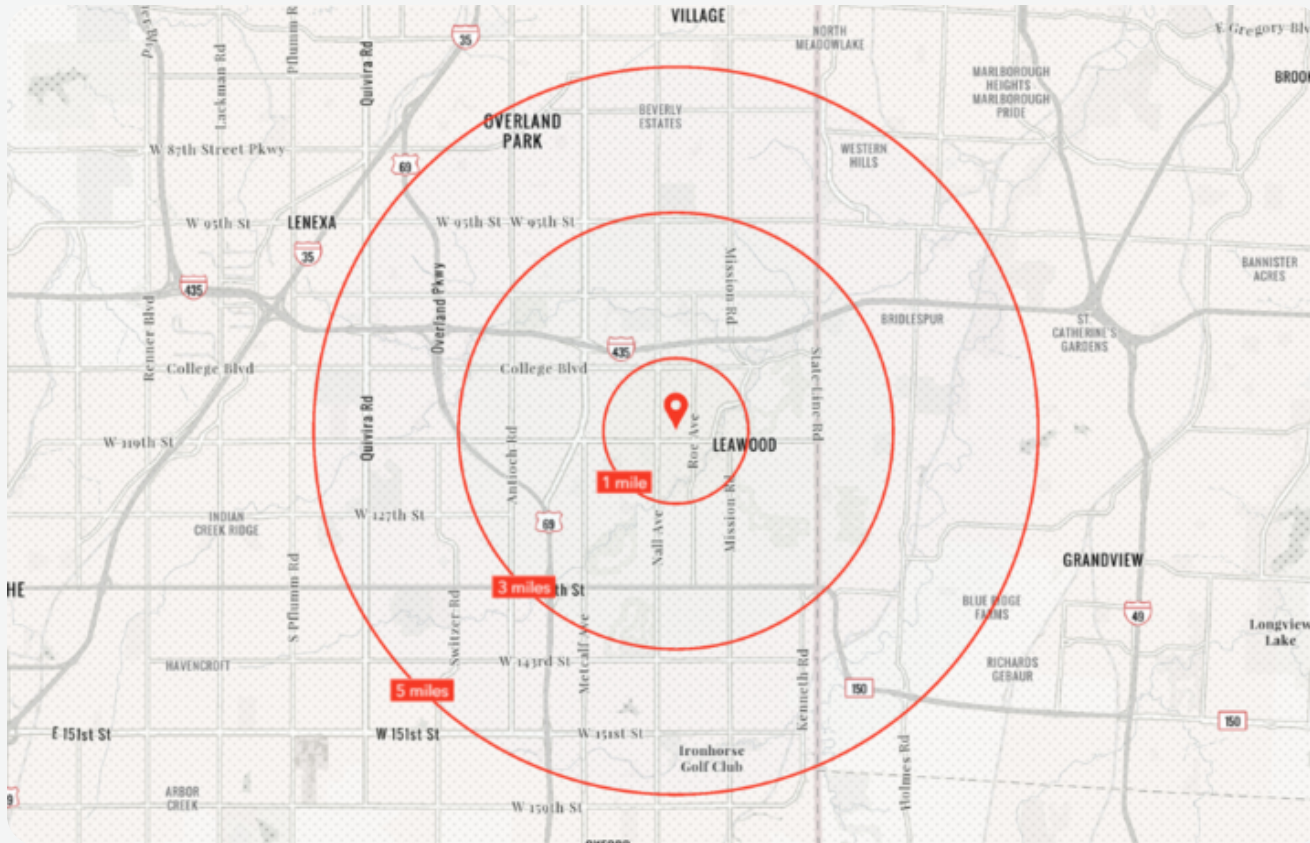 VILLAGE
NORTH
MEADOWLAKE
E Gregory Blv
Pflumm R
35
Quivira Rd
Lackman Rd
MARLBOROUGH
HEIGHTS
MARLBOROUGH
PRIDE
BROOK
BEVERLY
ESTATES
OVERLAND
PARK
W 87th Street Pkwy
WESTERN
HILLS
69
LENEXA
W 95th St
W 95th St
W 95th St
35
Mission Rd
BANNISTER
ACRES
435
Overland Pkwy
BRIDLESPUR
ST.
CATHERINE'S
GARDENS
Renner Blvd
435
College Blvd
College Blvd
State Line Rd
Quivira Rd
Roe Ave
W 119th St
LEAWOOD
Antioch Rd
1 mile
Mission Rd
INDIAN
CREEK RIDGE
W 127th St
69
Nall Ave
GRANDVIEW
HE
3 miles
th St
S Pflumm Rd
Switzer Rd
Metcalf Ave
BLUE RIDGE
FARMS
49
Longview
Lake
HAVENCROFT
W 143rd St
RICHARDS
GEBAUR
5 miles
Kenneth Rd
150
150
E 151st St
W 151st St
W 151st St
Ironhorse
Golf Club
Holmes Rd
ARBOR
CREEK
9
W 159th St
OXFORD